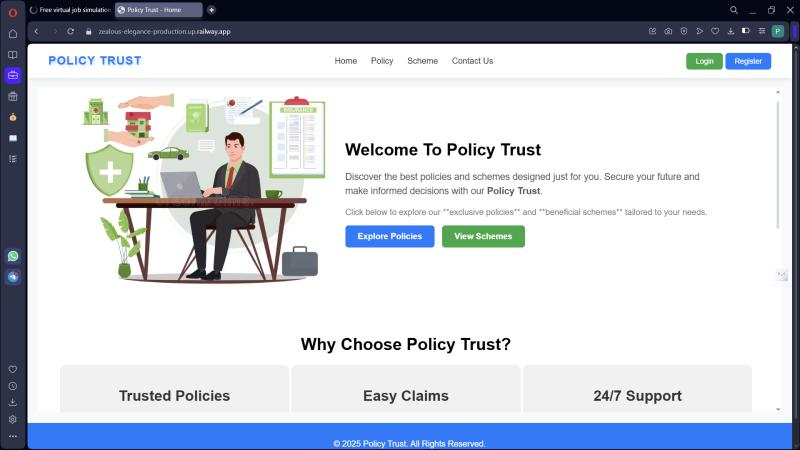 Free virtual job simulation
Policy Trust - Home
zealous-elegance-production.up.railway.app
P
POLICY TRUST
Home
Policy
Scheme
Contact Us
Login
Register
INSURANCE
Welcome To Policy Trust
Discover the best policies and schemes designed just for you. Secure your future and
make informed decisions with our Policy Trust.
Click below to explore our **exclusive policies** and **beneficial schemes** tailored to your needs.
Explore Policies
View Schemes
Why Choose Policy Trust?
Trusted Policies
Easy Claims
24/7 Support
© 2025 Policy Trust. All Rights Reserved.